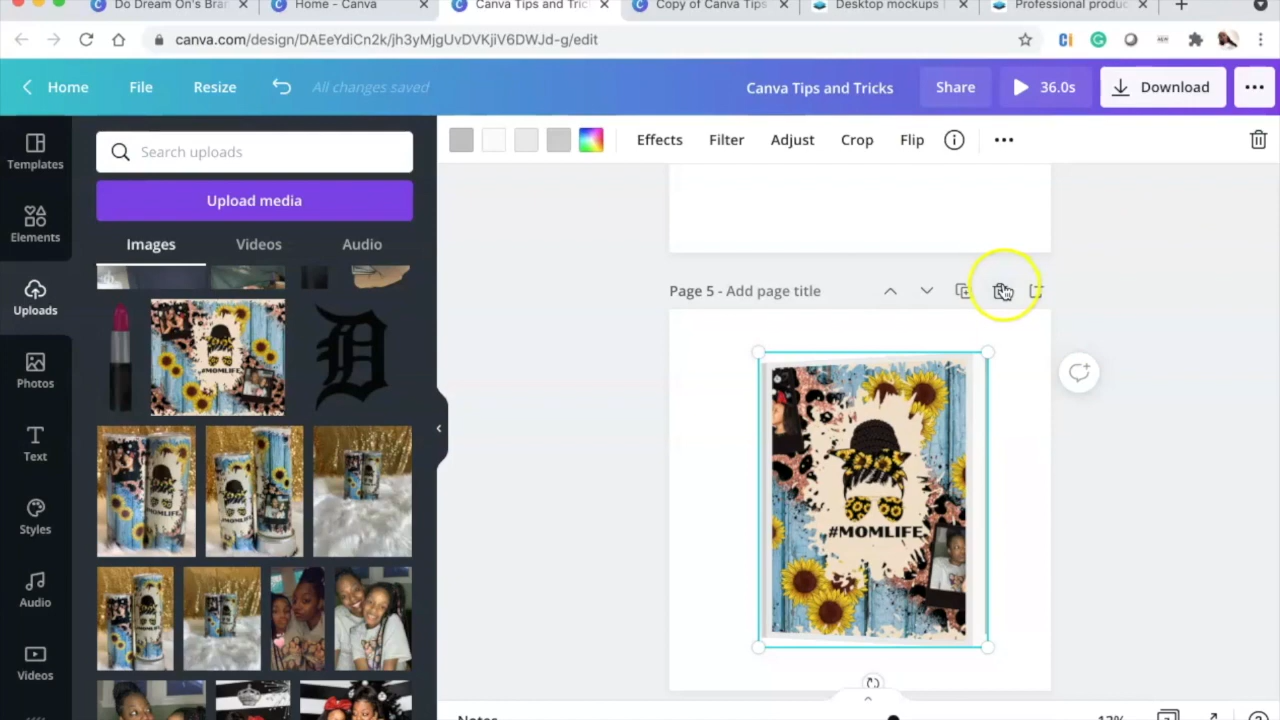 Do Dream On's Bra
Home - Canva
Canva Tips and Tric
Copy of Canva Tips
Desktop mockups
Professional produc
canva.com/design/DAEeYdiCn2k/jh3yMjgUvDVKjiV6DWJd-g/edit
Home
File
Resize
All changes saved
Canva Tips and Tricks
Share
36.0s
Download
Templates
Elements
Uploads
Photos
Text
Styles
Audio
Videos
Search uploads
Upload media
Images
Videos
Audio
Effects
Filter
Adjust
Crop
Flip
Page 5 - Add page title
#MOMLIFE
#MOMLIFE
D